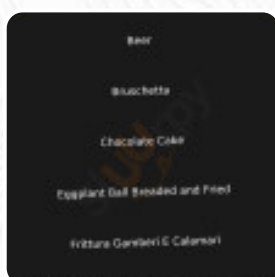 Beer
Bruschetta
Chocolate Cake
Eggplant Ball Breaded and Fried
Frittura Gamberi E Calamari